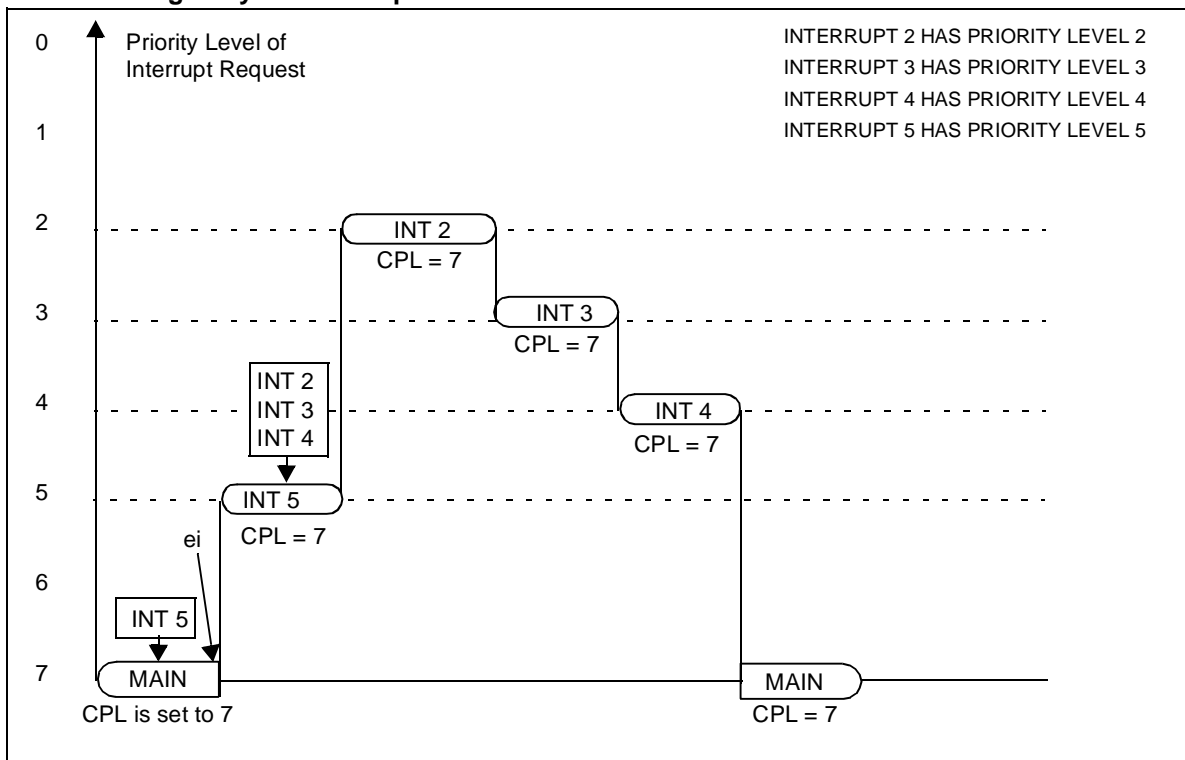 0
Priority Level of
Interrupt Request
INTERRUPT 2 HAS PRIORITY LEVEL 2
INTERRUPT 3 HAS PRIORITY LEVEL 3
INTERRUPT 4 HAS PRIORITY LEVEL 4
INTERRUPT 5 HAS PRIORITY LEVEL 5
1
2
INT 2
CPL = 7
3
INT 3
CPL = 7
INT 2
INT 3
INT 4
4
INT 4
CPL = 7
5
INT 5
CPL = 7
ei
6
INT 5
7
MAIN
CPL is set to 7
MAIN
CPL = 7